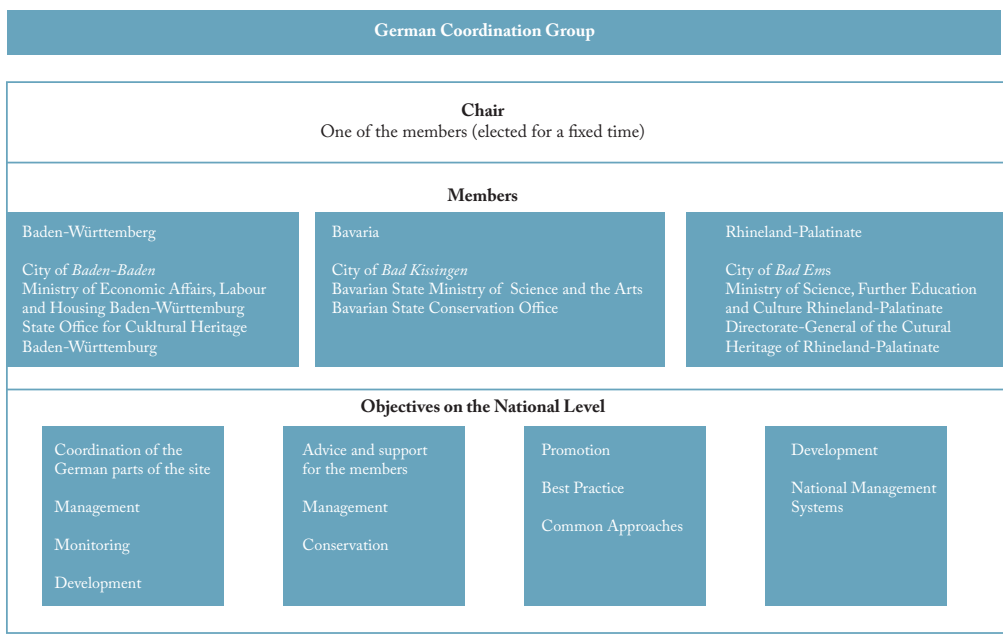 German Coordination Group
Chair
One of the members (elected for a fixed time)
Members
Baden-Württemberg
City of Baden-Baden
Ministry of Economic Affairs, Labour
and Housing Baden-Württemburg
State Office for Cukltural Heritage
Baden-Württemburg
Bavaria
City of Bad Kissingen
Bavarian State Ministry of Science and the Arts
Bavarian State Conservation Office
Rhineland-Palatinate
City of Bad Ems
Ministry of Science, Further Education
and Culture Rhineland-Palatinate
Directorate-General of the Cutural
Heritage of Rhineland-Palatinate
Objectives on the National Level
Coordination of the
German parts of the site
Management
Monitoring
Development
Advice and support
for the members
Management
Conservation
Promotion
Best Practice
Common Approaches
Development
National Management
Systems